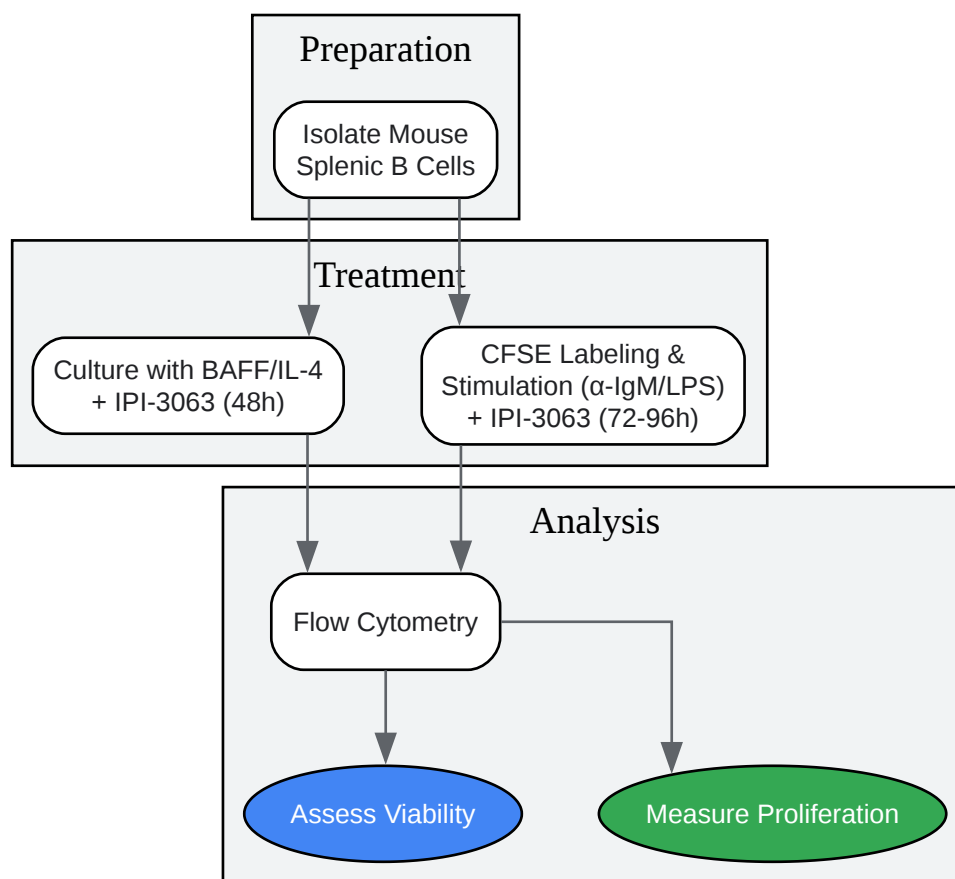 Preparation
Isolate Mouse
Splenic B Cells
Treatment
Culture with BAFF/IL-4
+ IPI-3063 (48h)
CFSE Labeling &
Stimulation (α-IgM/LPS)
+ IPI-3063 (72-96h)
Analysis
Flow Cytometry
Assess Viability
Measure Proliferation